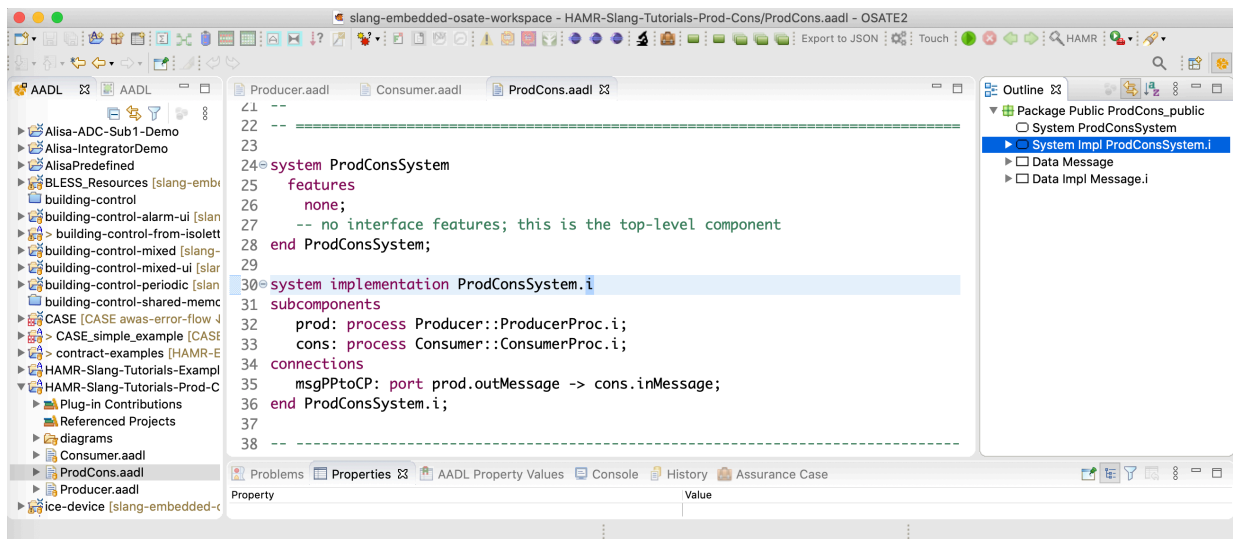 slang-embedded-osate-workspace - HAMR-Slang-Tutorials-Prod-Cons/ProdCons.aadl - OSATE2
Export to JSON Touch HAMR
AADL AADL
Alisa-ADC-Sub1-Demo
Alisa-IntegratorDemo
AlisaPredefined
BLESS_Resources [slang-embe
building-control
building-control-alarm-ui [slan
> building-control-from-isolett
building-control-mixed [slang-
building-control-mixed-ui [slar
building-control-periodic [slan
building-control-shared-memc
CASE [CASE awas-error-flow ↓
> CASE_simple_example [CASE
> contract-examples [HAMR-E
HAMR-Slang-Tutorials-Exampl
HAMR-Slang-Tutorials-Prod-C
Plug-in Contributions
Referenced Projects
diagrams
Consumer.aadl
ProdCons.aadl
Producer.aadl
ice-device [slang-embedded-c
Producer.aadl Consumer.aadl ProdCons.aadl
21 --
22 -- ==========================================================================
23
24 system ProdConsSystem
25 features
26 none;
27 -- no interface features; this is the top-level component
28 end ProdConsSystem;
29
30 system implementation ProdConsSystem.i
31 subcomponents
32 prod: process Producer::ProducerProc.i;
33 cons: process Consumer::ConsumerProc.i;
34 connections
35 msgPPtoCP: port prod.outMessage -> cons.inMessage;
36 end ProdConsSystem.i;
37
38 -- --------------------------------------------------------------------------
Problems Properties AADL Property Values Console History Assurance Case
Property Value
Outline
Package Public ProdCons_public
System ProdConsSystem
System Impl ProdConsSystem.i
Data Message
Data Impl Message.i